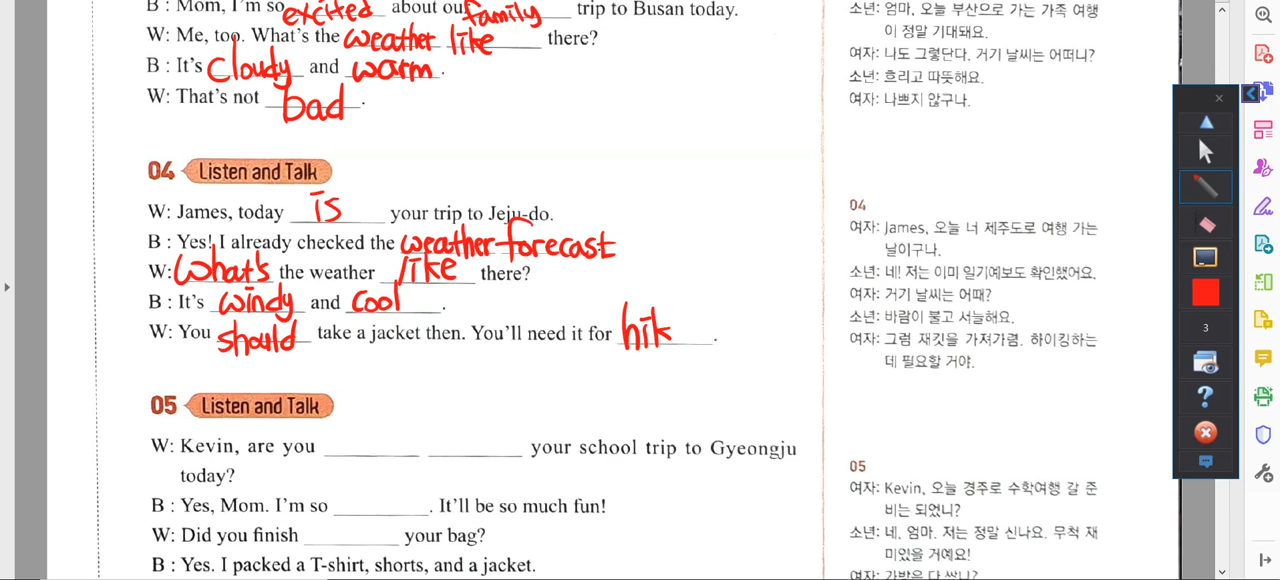 B : Mom, I'm so excited about our family trip to Busan today.
W: Me, too. What's the weather like there?
B : It's cloudy and warm.
W: That's not bad.
04 Listen and Talk
W: James, today is your trip to Jeju-do.
B : Yes! I already checked the weather forecast
W: What's the weather like there?
B : It's windy and cool.
W: You should take a jacket then. You'll need it for hik.
05 Listen and Talk
W: Kevin, are you ________ ________ your school trip to Gyeongju
today?
B : Yes, Mom. I'm so ________. It'll be so much fun!
W: Did you finish ________ your bag?
B : Yes. I packed a T-shirt, shorts, and a jacket.
소년: 엄마, 오늘 부산으로 가는 가족 여행
이 정말 기대돼요.
여자: 나도 그렇단다. 거기 날씨는 어떠니?
소년: 흐리고 따뜻해요.
여자: 나쁘지 않구나.
04
여자: James, 오늘 너 제주도로 여행 가는
날이구나.
소년: 네! 저는 이미 일기예보도 확인했어요.
여자: 거기 날씨는 어때?
소년: 바람이 불고 서늘해요.
여자: 그럼 재킷을 가져가렴. 하이킹하는
데 필요할 거야.
05
여자: Kevin, 오늘 경주로 수학여행 갈 준
비는 되었니?
소년: 네, 엄마. 저는 정말 신나요. 무척 재
미있을 거예요!
여자: 가방은 다 쌌니?
3